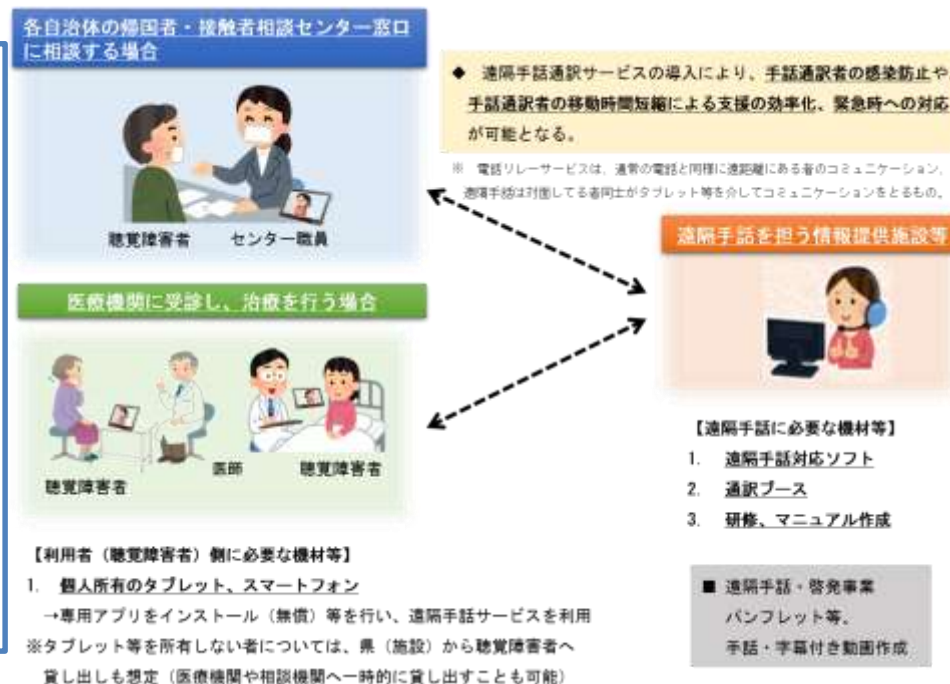 各自治体の帰国者・接触者相談センター窓口
に相談する場合
聴覚障害者
センター職員
医療機関に受診し、治療を行う場合
聴覚障害者
医師
聴覚障害者
【利用者（聴覚障害者）側に必要な機材等】
1. 個人所有のタブレット、スマートフォン
→専用アプリをインストール（無償）等を行い、遠隔手話サービスを利用
※タブレット等を所有しない者については、県（施設）から聴覚障害者へ
貸し出しも想定（医療機関や相談機関へ一時的に貸し出すことも可能）
◆ 遠隔手話通訳サービスの導入により、手話通訳者の感染防止や
手話通訳者の移動時間短縮による支援の効率化、緊急時への対応
が可能となる。
※ 電話リレーサービスは、通常の電話と同様に遠距離にある者のコミュニケーション、
遠隔手話は対面してる者同士がタブレット等を介してコミュニケーションをとるもの。
遠隔手話を担う情報提供施設等
【遠隔手話に必要な機材等】
1. 遠隔手話対応ソフト
2. 通訳ブース
3. 研修、マニュアル作成
■ 遠隔手話・啓発事業
パンフレット等、
手話・字幕付き動画作成